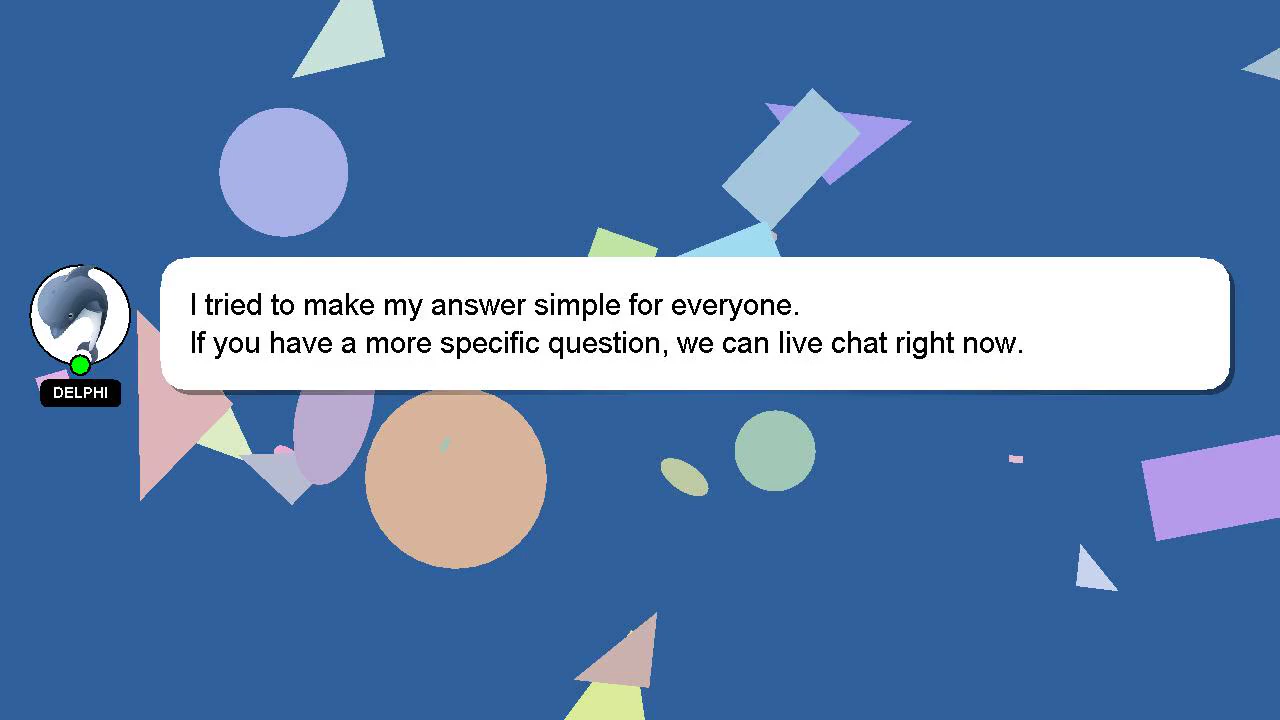 I tried to make my answer simple for everyone.
If you have a more specific question, we can live chat right now.
DELPHI